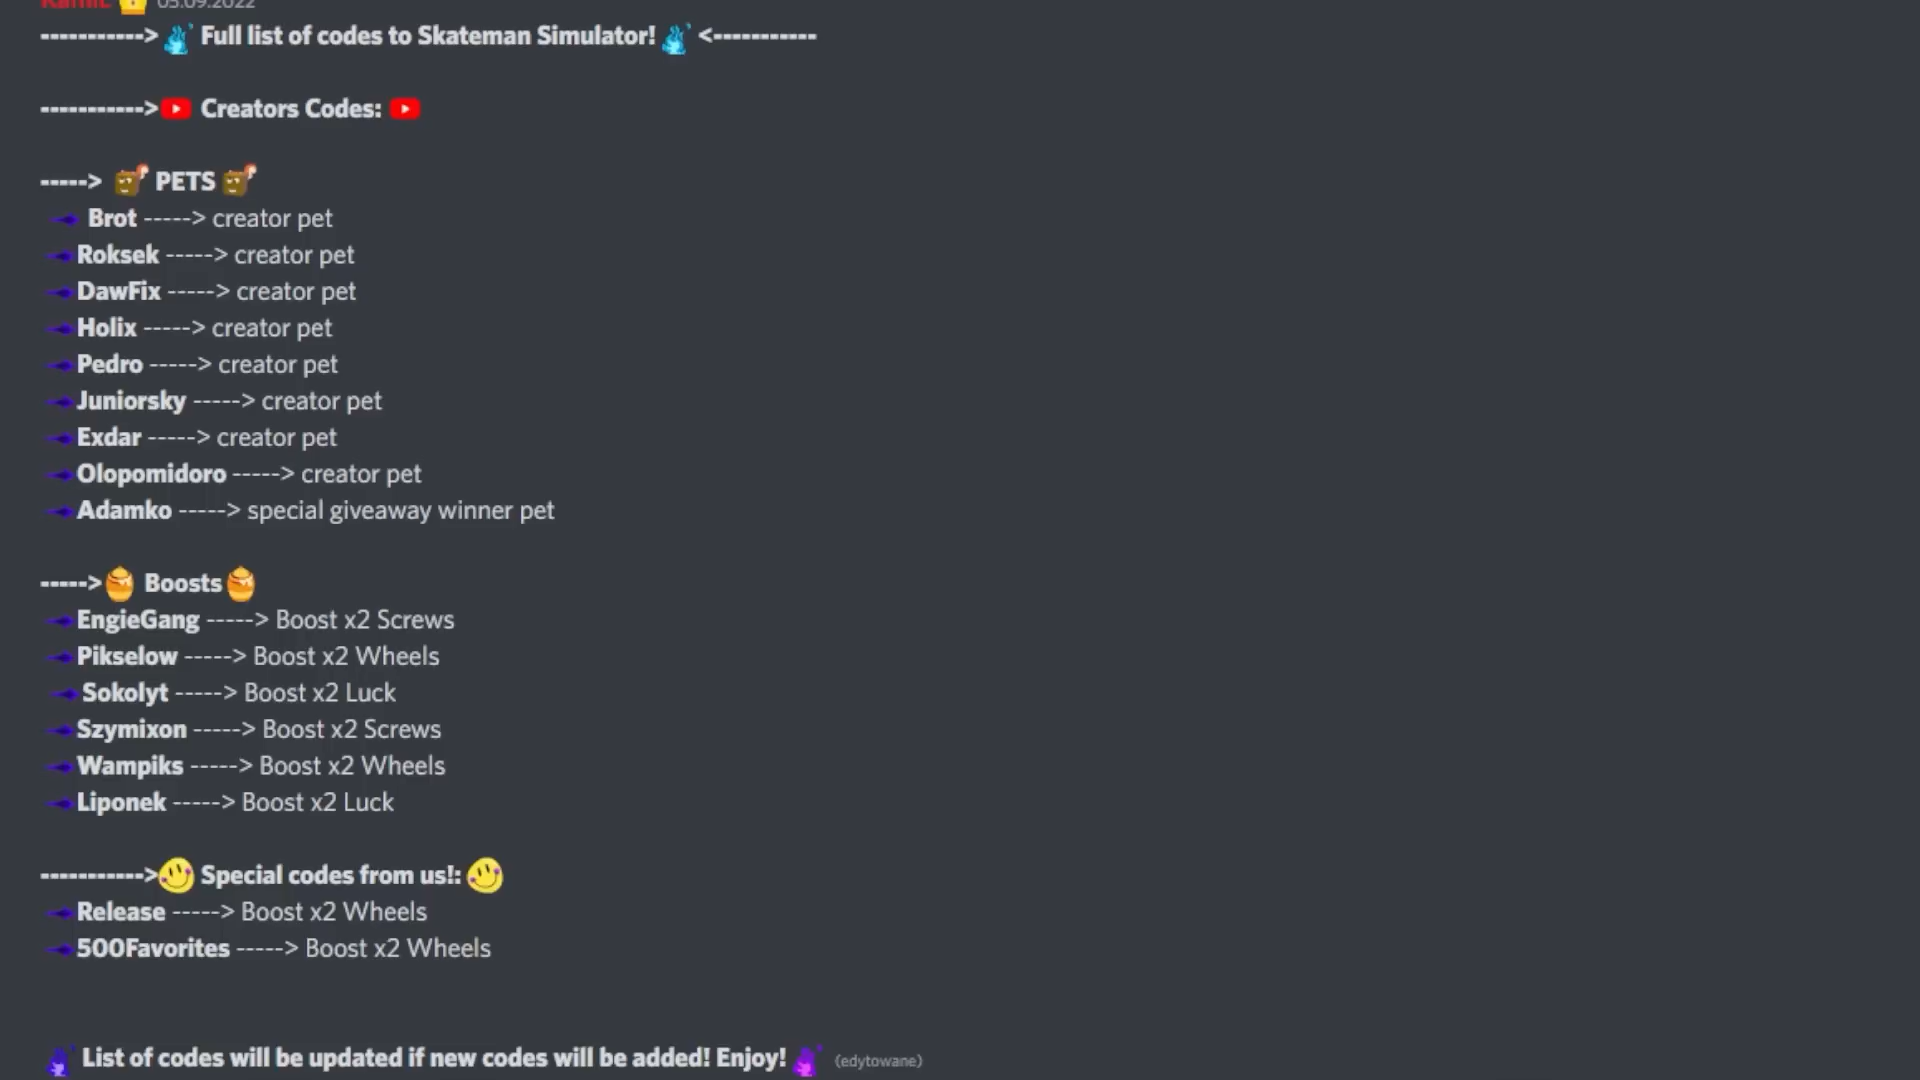 05.09.2022
-----------> Full list of codes to Skateman Simulator! <-----------
-----------> Creators Codes:
-----> PETS
Brot -----> creator pet
Roksek -----> creator pet
DawFix -----> creator pet
Holix -----> creator pet
Pedro -----> creator pet
Juniorsky -----> creator pet
Exdar -----> creator pet
Olopomidoro -----> creator pet
Adamko -----> special giveaway winner pet
-----> Boosts
EngieGang -----> Boost x2 Screws
Pikselow -----> Boost x2 Wheels
Sokolyt -----> Boost x2 Luck
Szymixon -----> Boost x2 Screws
Wampiks -----> Boost x2 Wheels
Liponek -----> Boost x2 Luck
-----------> Special codes from us!:
Release -----> Boost x2 Wheels
500Favorites -----> Boost x2 Wheels
List of codes will be updated if new codes will be added! Enjoy! (edytowane)